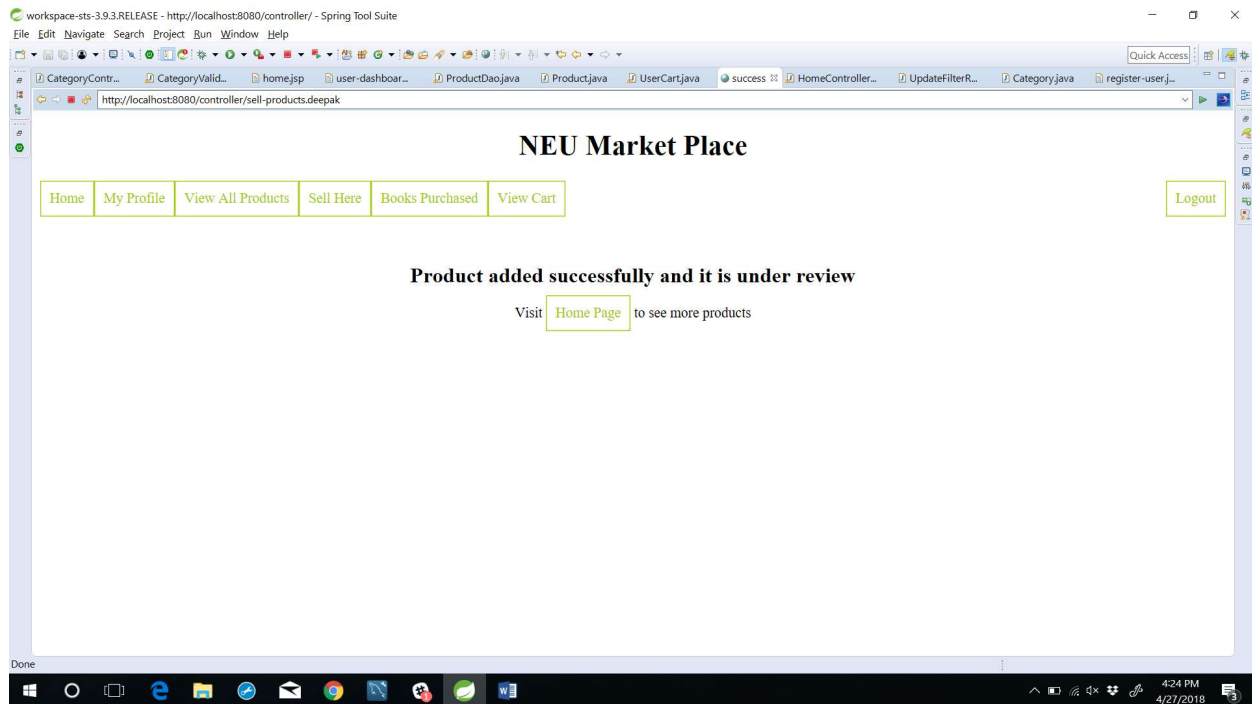 workspace-sts-3.9.3.RELEASE - http://localhost:8080/controller/ - Spring Tool Suite
File Edit Navigate Search Project Run Window Help
Quick Access
CategoryContr... CategoryValid... home.jsp user-dashboar... ProductDao.java Product.java UserCart.java success HomeController... UpdateFilterR... Category.java register-user.j...
http://localhost:8080/controller/sell-products.deepak
NEU Market Place
Home My Profile View All Products Sell Here Books Purchased View Cart Logout
Product added successfully and it is under review
Visit Home Page to see more products
Done
4:24 PM
4/27/2018
3